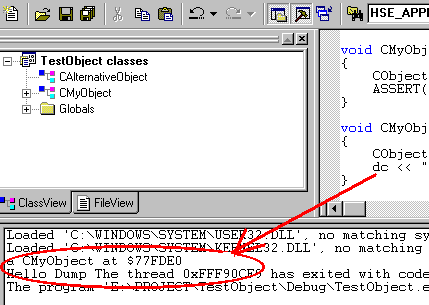 HSE_APPL
TestObject classes
CAlternativeObject
CMyObject
Globals
void CMyObj
{
CObject
ASSERT(
}
void CMyObj
{
CObject
dc << "
}
ClassView
FileView
Loaded 'C:\WINDOWS\SYSTEM\USER32.DLL', no matching sy
Loaded 'C:\WINDOWS\SYSTEM\KERNEL32.DLL', no matching
a CMyObject at $77FDE0
Hello Dump The thread 0xFFF90CF9 has exited with code
The program 'E:\PROJECT\TestObject\Debug\TestObject.e